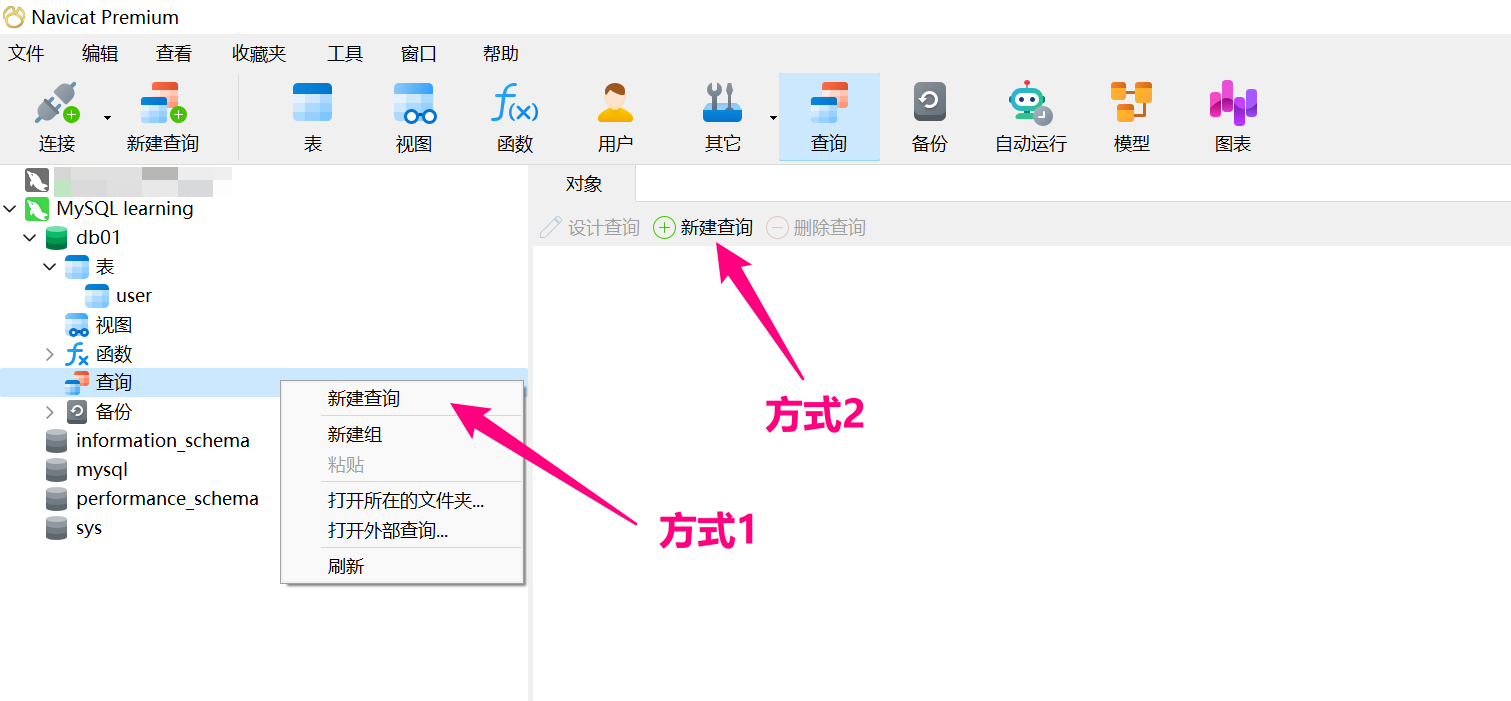 Navicat Premium
文件 编辑 查看 收藏夹 工具 窗口 帮助
连接 新建查询 表 视图 函数 用户 其它 查询 备份 自动运行 模型 图表
对象
MySQL learning
设计查询 新建查询 删除查询
db01
表
user
视图
函数
查询
新建查询
备份
方式2
新建组
information_schema
粘贴
mysql
打开所在的文件夹...
performance_schema
打开外部查询...
sys
方式1
刷新